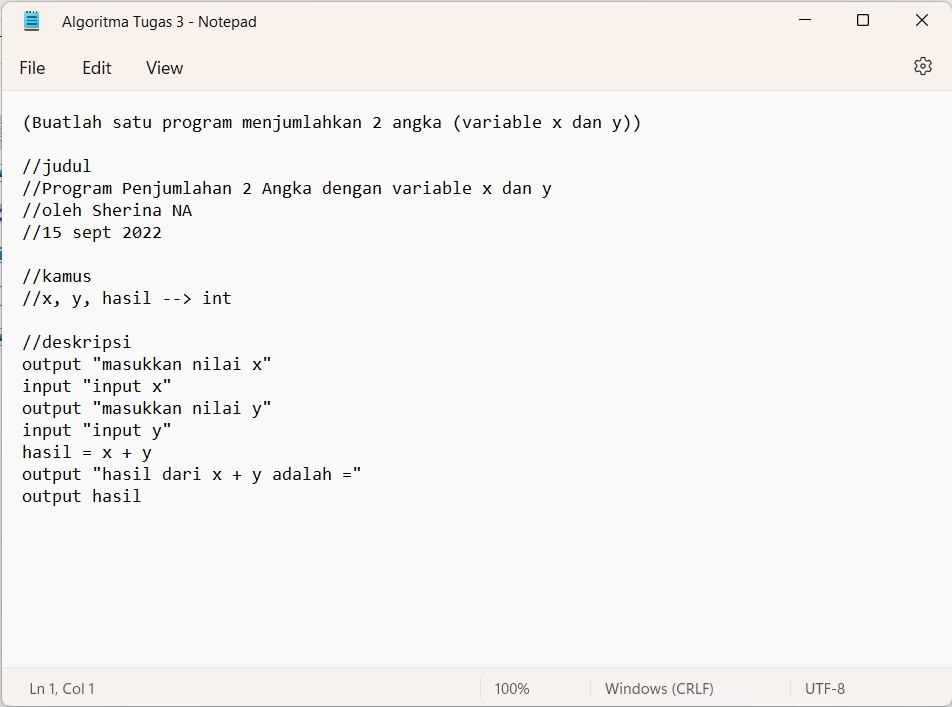 Algoritma Tugas 3 - Notepad
File Edit View
(Buatlah satu program menjumlahkan 2 angka (variable x dan y))
//judul
//Program Penjumlahan 2 Angka dengan variable x dan y
//oleh Sherina NA
//15 sept 2022
//kamus
//x, y, hasil --> int
//deskripsi
output "masukkan nilai x"
input "input x"
output "masukkan nilai y"
input "input y"
hasil = x + y
output "hasil dari x + y adalah ="
output hasil
Ln 1, Col 1 100% Windows (CRLF) UTF-8